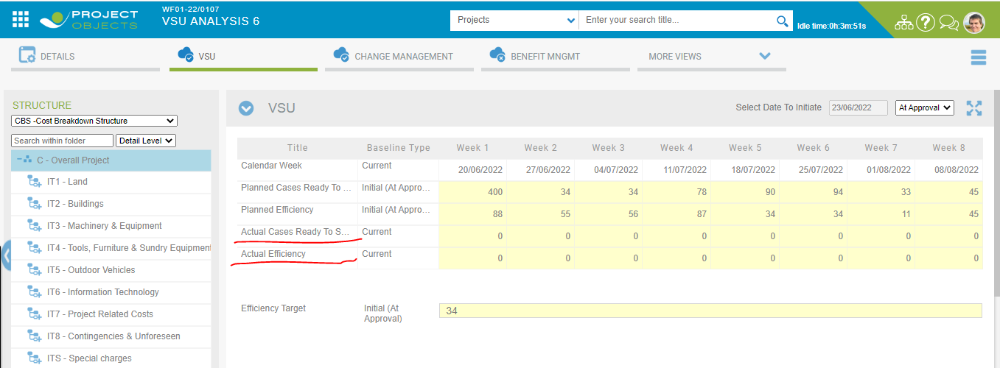 PROJECT
OBJECTS
WF01-22/0107
VSU ANALYSIS 6
Projects
Enter your search title...
Idle time:0h:3m:51s
DETAILS
VSU
CHANGE MANAGEMENT
BENEFIT MNGMT
MORE VIEWS
STRUCTURE
CBS -Cost Breakdown Structure
Search within folder Detail Level
C - Overall Project
IT1 - Land
IT2 - Buildings
IT3 - Machinery & Equipment
IT4 - Tools, Furniture & Sundry Equipment
IT5 - Outdoor Vehicles
IT6 - Information Technology
IT7 - Project Related Costs
IT8 - Contingencies & Unforeseen
ITS - Special charges
VSU
Select Date To Initiate 23/06/2022 At Approval
Title Baseline Type Week 1 Week 2 Week 3 Week 4 Week 5 Week 6 Week 7 Week 8
Calendar Week Current 20/06/2022 27/06/2022 04/07/2022 11/07/2022 18/07/2022 25/07/2022 01/08/2022 08/08/2022
Planned Cases Ready To ... Initial (At Appro... 400 34 34 78 90 94 33 45
Planned Efficiency Initial (At Appro... 88 55 56 87 34 34 11 45
Actual Cases Ready To S... Current 0 0 0 0 0 0 0 0
Actual Efficiency Current 0 0 0 0 0 0 0 0
Efficiency Target Initial (At Approval) 34